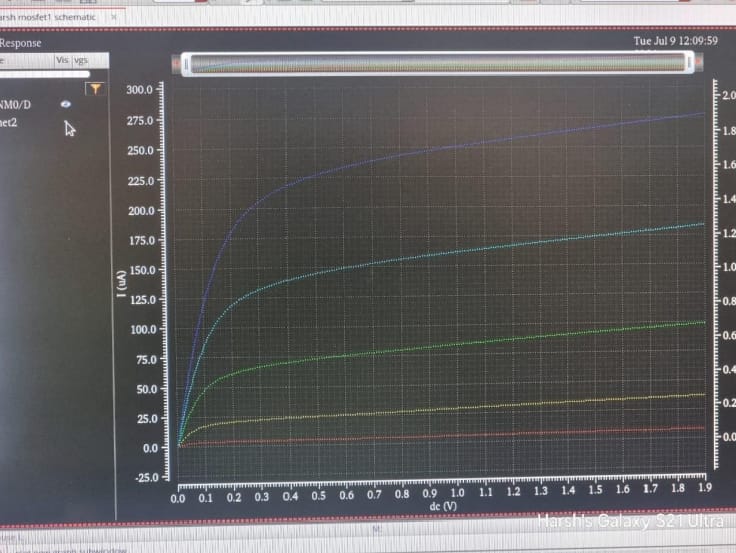 arsh mosfet1 schematic ×
Response
Tue Jul 9 12:09:59
e Vis vgs
NM0/D
net2
I (uA)
300.0
275.0
250.0
225.0
200.0
175.0
150.0
125.0
100.0
75.0
50.0
25.0
0.0
-25.0
2.0
1.8
1.6
1.4
1.2
1.0
0.8
0.6
0.4
0.2
0.0
0.0 0.1 0.2 0.3 0.4 0.5 0.6 0.7 0.8 0.9 1.0 1.1 1.2 1.3 1.4 1.5 1.6 1.7 1.8 1.9
dc (V)
Harsh's Galaxy S21 Ultra
M: